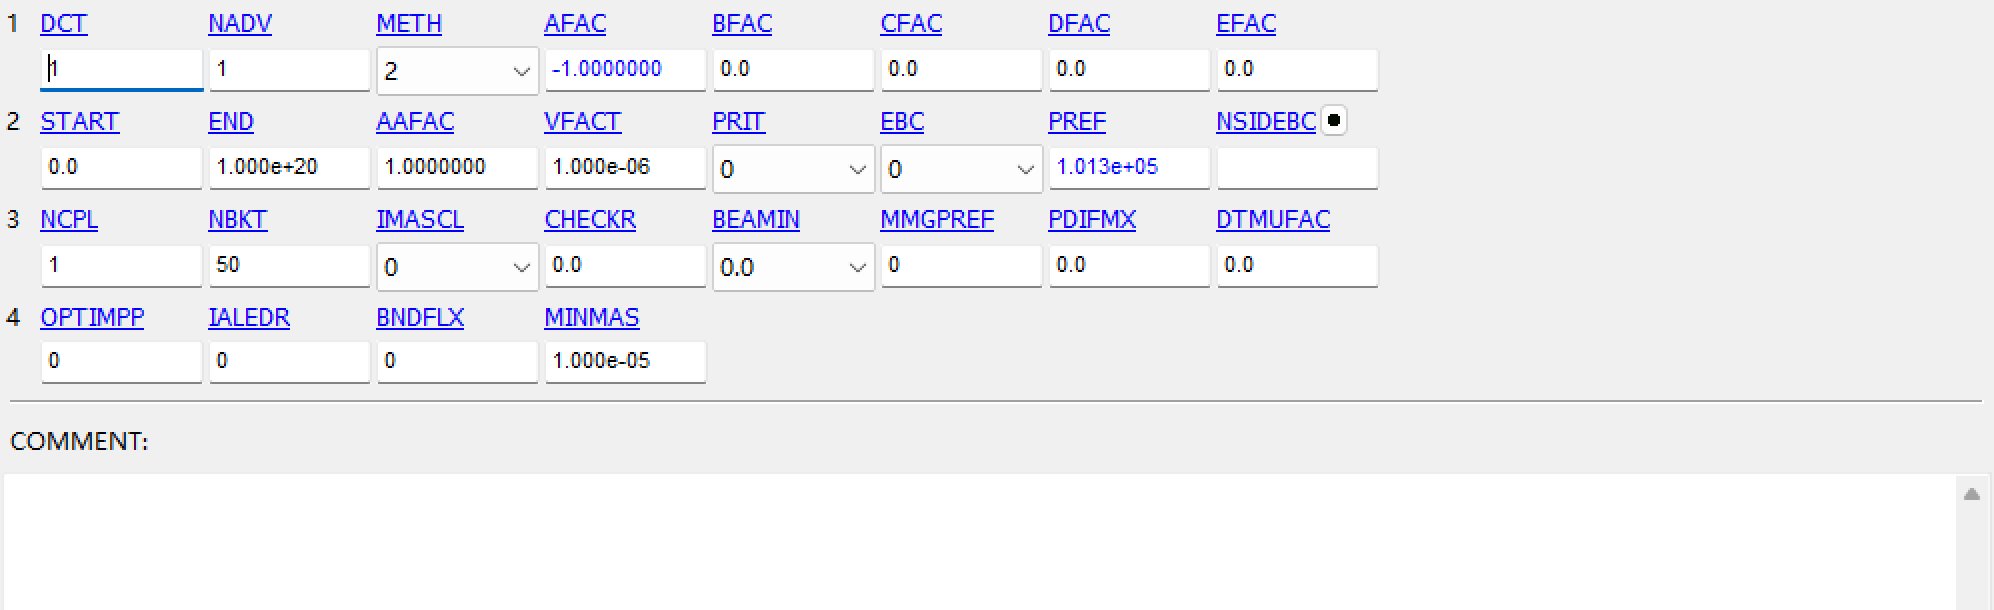 1 DCT NADV METH AFAC BFAC CFAC DFAC EFAC
1 1 2 -1.0000000 0.0 0.0 0.0 0.0
2 START END AAFAC VFACT PRIT EBC PREF NSIDEBC
0.0 1.000e+20 1.0000000 1.000e-06 0 0 1.013e+05
3 NCPL NBKT IMASCL CHECKR BEAMIN MMGPREF PDIFMX DTMUFAC
1 50 0 0.0 0.0 0 0.0 0.0
4 OPTIMPP IALEDR BNDFLX MINMAS
0 0 0 1.000e-05
COMMENT: